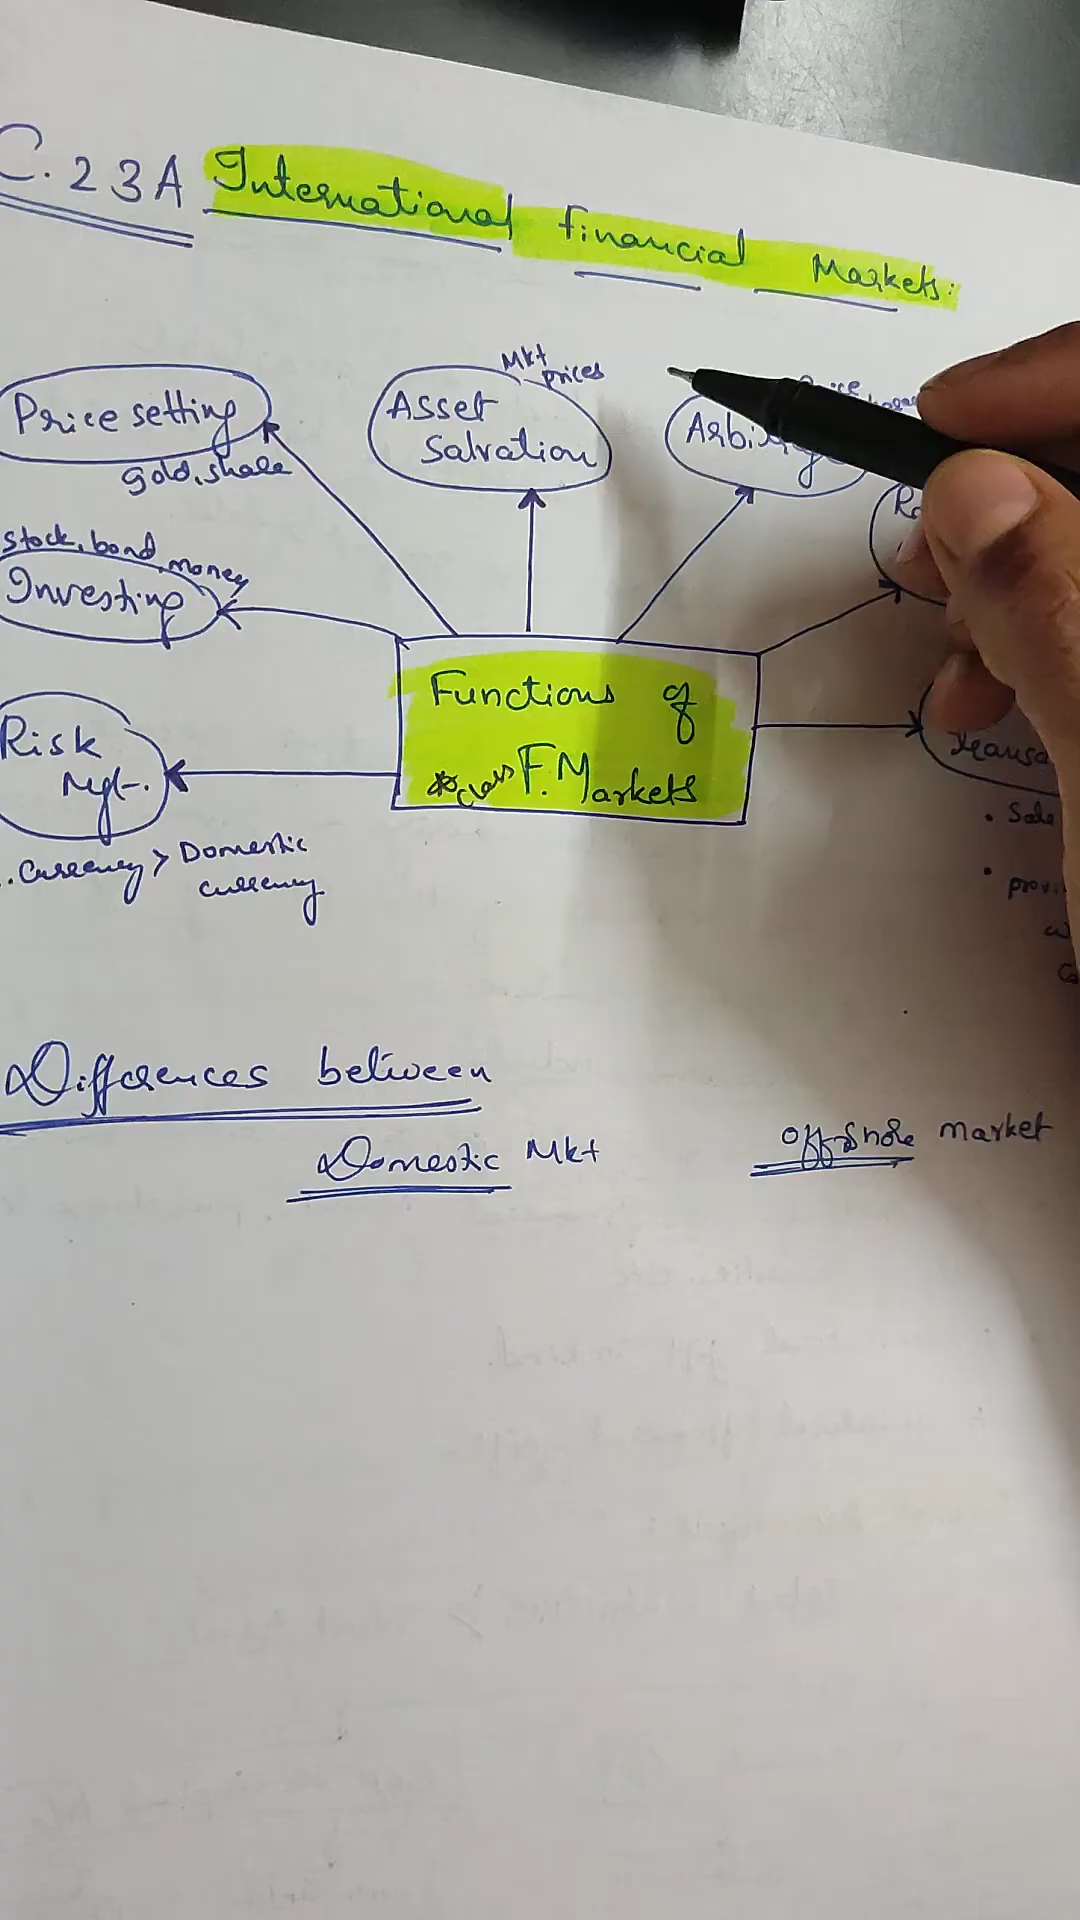 C.23A International financial Markets:
Price setting
gold, share
Asset
Salvation
Mkt
prices
stock, bond, money
Investing
Functions of
F. Markets
Risk
Mgt.
Currency > Domestic
currency
• Sale
•
Differences between
Domestic Mkt
Offshore market